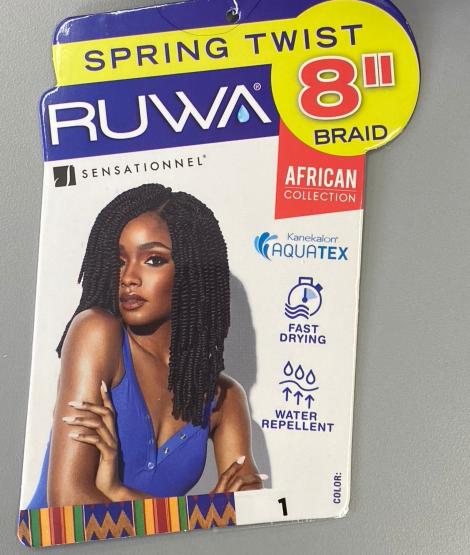 SPRING TWIST
8"
BRAID
RUWA®
SENSATIONNEL®
AFRICAN
COLLECTION
Kanekalon®
AQUATEX
FAST
DRYING
WATER
REPELLENT
COLOR:
1